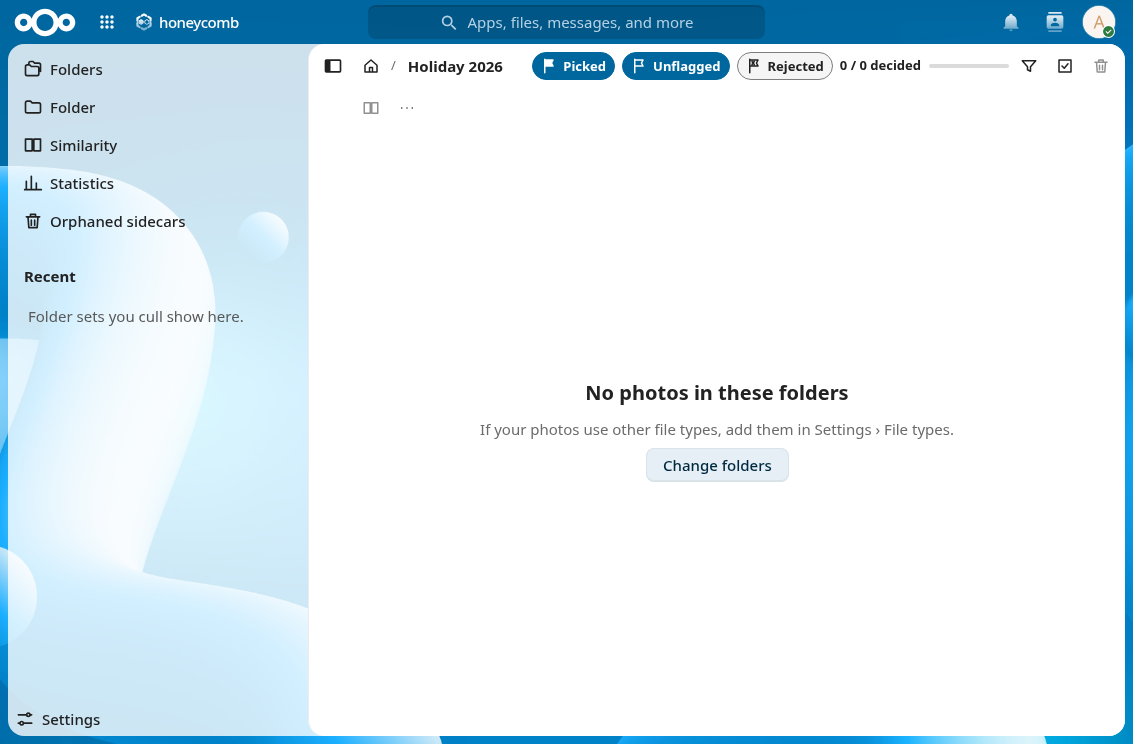 honeycomb
Apps, files, messages, and more
A
Folders
Folder
Similarity
Statistics
Orphaned sidecars
Recent
Folder sets you cull show here.
Settings
/ Holiday 2026
Picked
Unflagged
Rejected
0 / 0 decided
...
No photos in these folders
If your photos use other file types, add them in Settings › File types.
Change folders